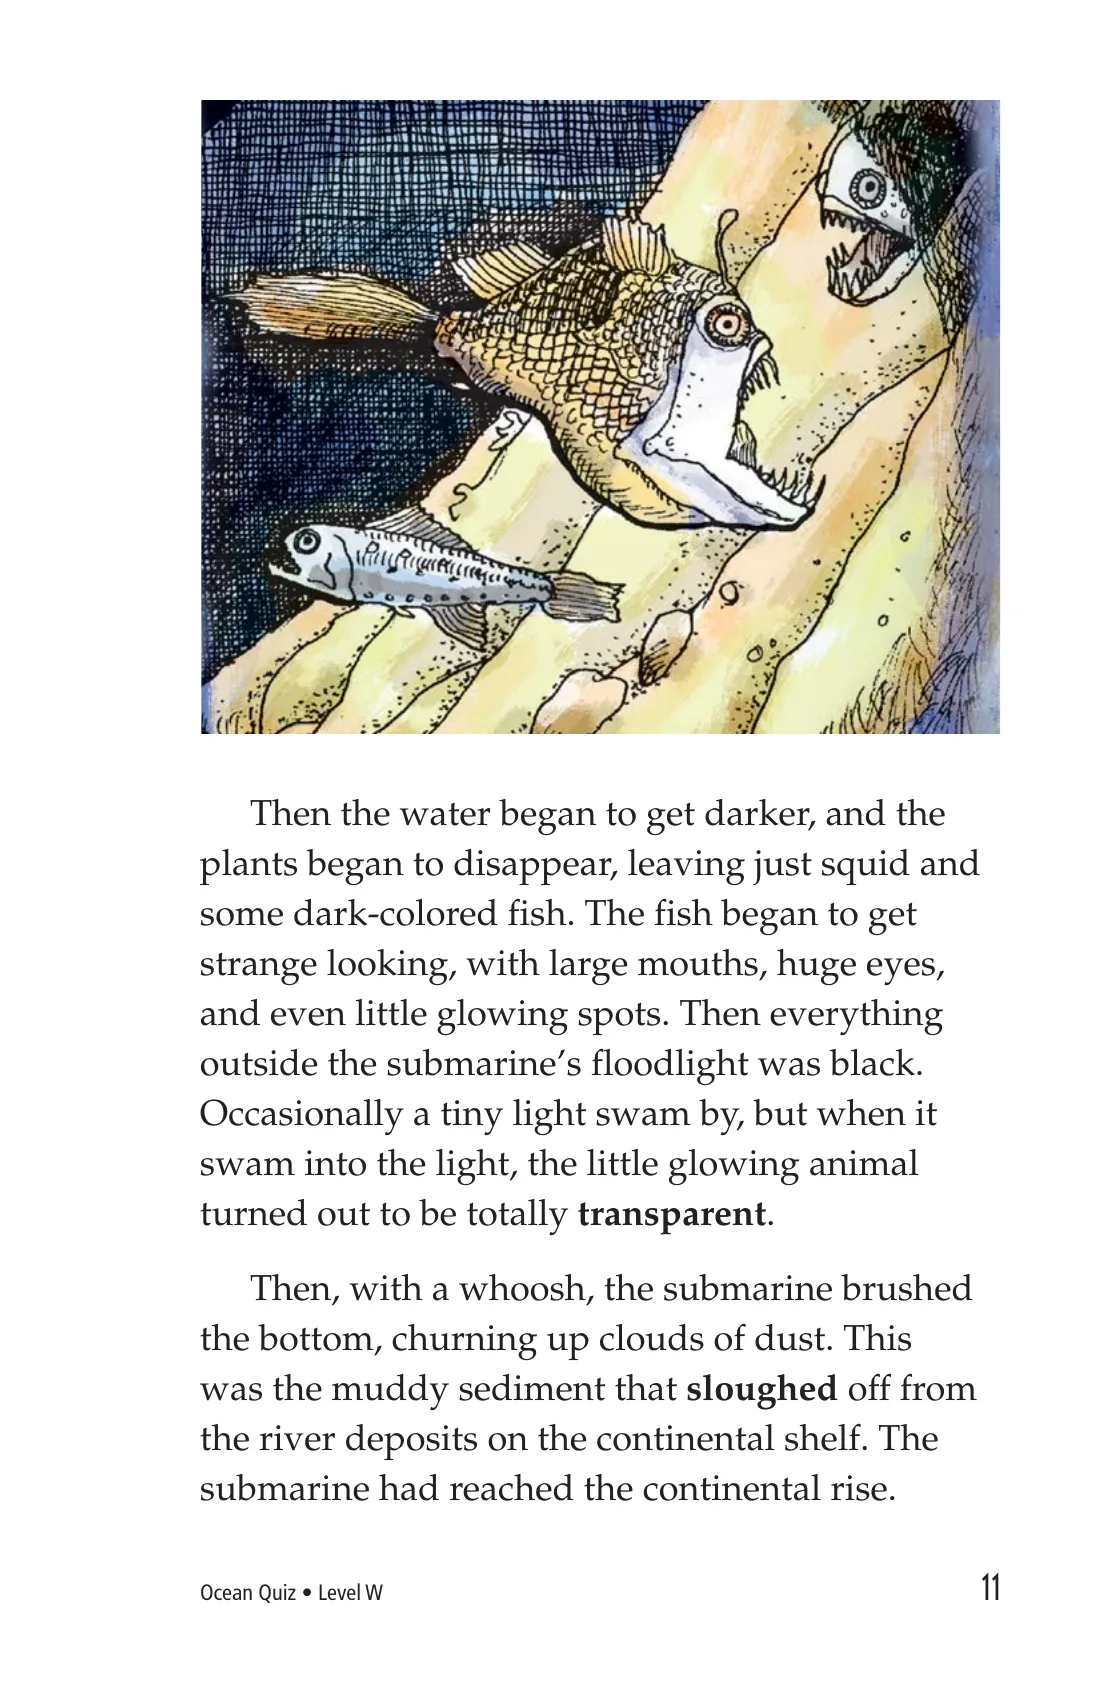 Then the water began to get darker, and the
plants began to disappear, leaving just squid and
some dark-colored fish. The fish began to get
strange looking, with large mouths, huge eyes,
and even little glowing spots. Then everything
outside the submarine’s floodlight was black.
Occasionally a tiny light swam by, but when it
swam into the light, the little glowing animal
turned out to be totally transparent.
Then, with a whoosh, the submarine brushed
the bottom, churning up clouds of dust. This
was the muddy sediment that sloughed off from
the river deposits on the continental shelf. The
submarine had reached the continental rise.
Ocean Quiz • Level W
11